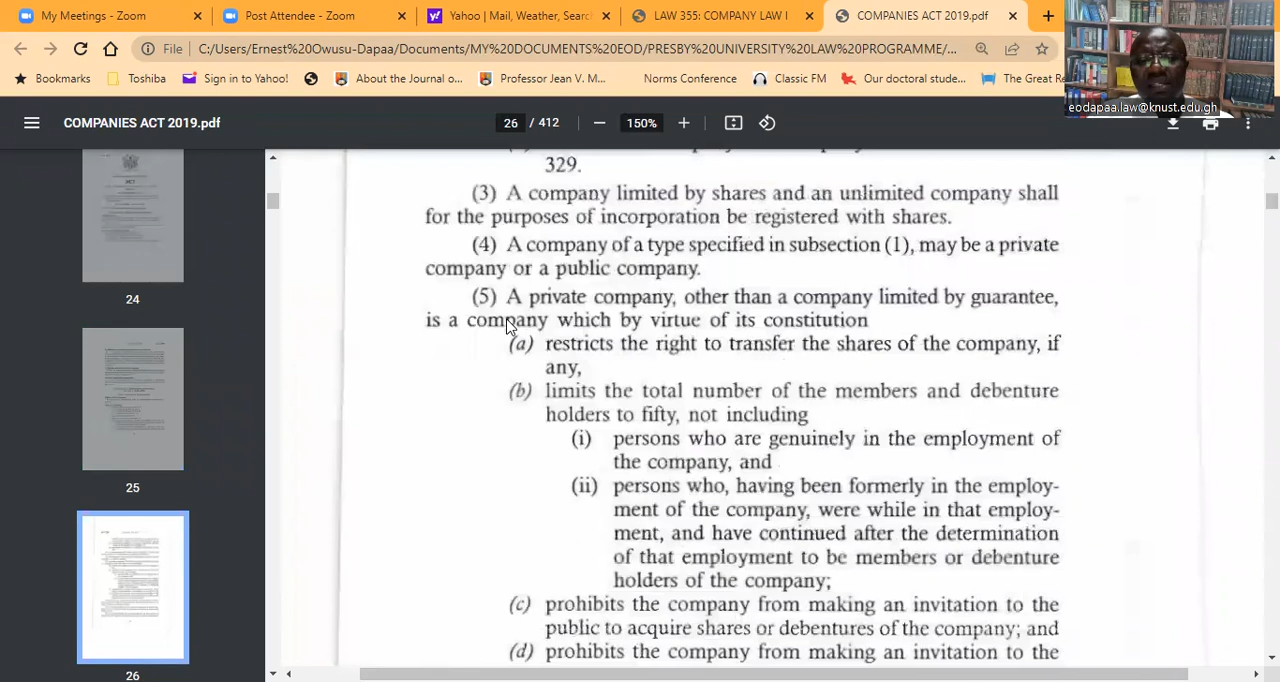 My Meetings - Zoom
Post Attendee - Zoom
Yahoo | Mail, Weather, Searc
LAW 355: COMPANY LAW I
COMPANIES ACT 2019.pdf
File
C:/Users/Ernest%20Owusu-Dapaa/Documents/MY%20DOCUMENTS%20EOD/PRESBY%20UNIVERSITY%20LAW%20PROGRAMME/...
Bookmarks
Toshiba
Sign in to Yahoo!
About the Journal o...
Professor Jean V. M...
Norms Conference
Classic FM
Our doctoral stude...
The Great Re
eodapaa.law@knust.edu.gh
COMPANIES ACT 2019.pdf
26 / 412
150%
24
25
26
329.
(3) A company limited by shares and an unlimited company shall
for the purposes of incorporation be registered with shares.
(4) A company of a type specified in subsection (1), may be a private
company or a public company.
(5) A private company, other than a company limited by guarantee,
is a company which by virtue of its constitution
(a) restricts the right to transfer the shares of the company, if
any,
(b) limits the total number of the members and debenture
holders to fifty, not including
(i) persons who are genuinely in the employment of
the company, and
(ii) persons who, having been formerly in the employ-
ment of the company, were while in that employ-
ment, and have continued after the determination
of that employment to be members or debenture
holders of the company;
(c) prohibits the company from making an invitation to the
public to acquire shares or debentures of the company; and
(d) prohibits the company from making an invitation to the